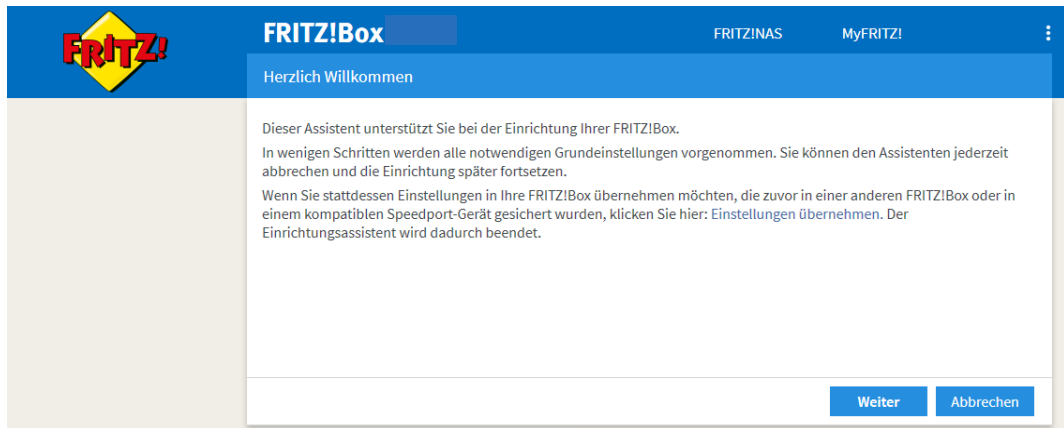 FRITZ!
FRITZ!Box
FRITZ!NAS
MyFRITZ!
Herzlich Willkommen
Dieser Assistent unterstützt Sie bei der Einrichtung Ihrer FRITZ!Box.
In wenigen Schritten werden alle notwendigen Grundeinstellungen vorgenommen. Sie können den Assistenten jederzeit
abbrechen und die Einrichtung später fortsetzen.
Wenn Sie stattdessen Einstellungen in Ihre FRITZ!Box übernehmen möchten, die zuvor in einer anderen FRITZ!Box oder in
einem kompatiblen Speedport-Gerät gesichert wurden, klicken Sie hier: Einstellungen übernehmen. Der
Einrichtungsassistent wird dadurch beendet.
Weiter
Abbrechen